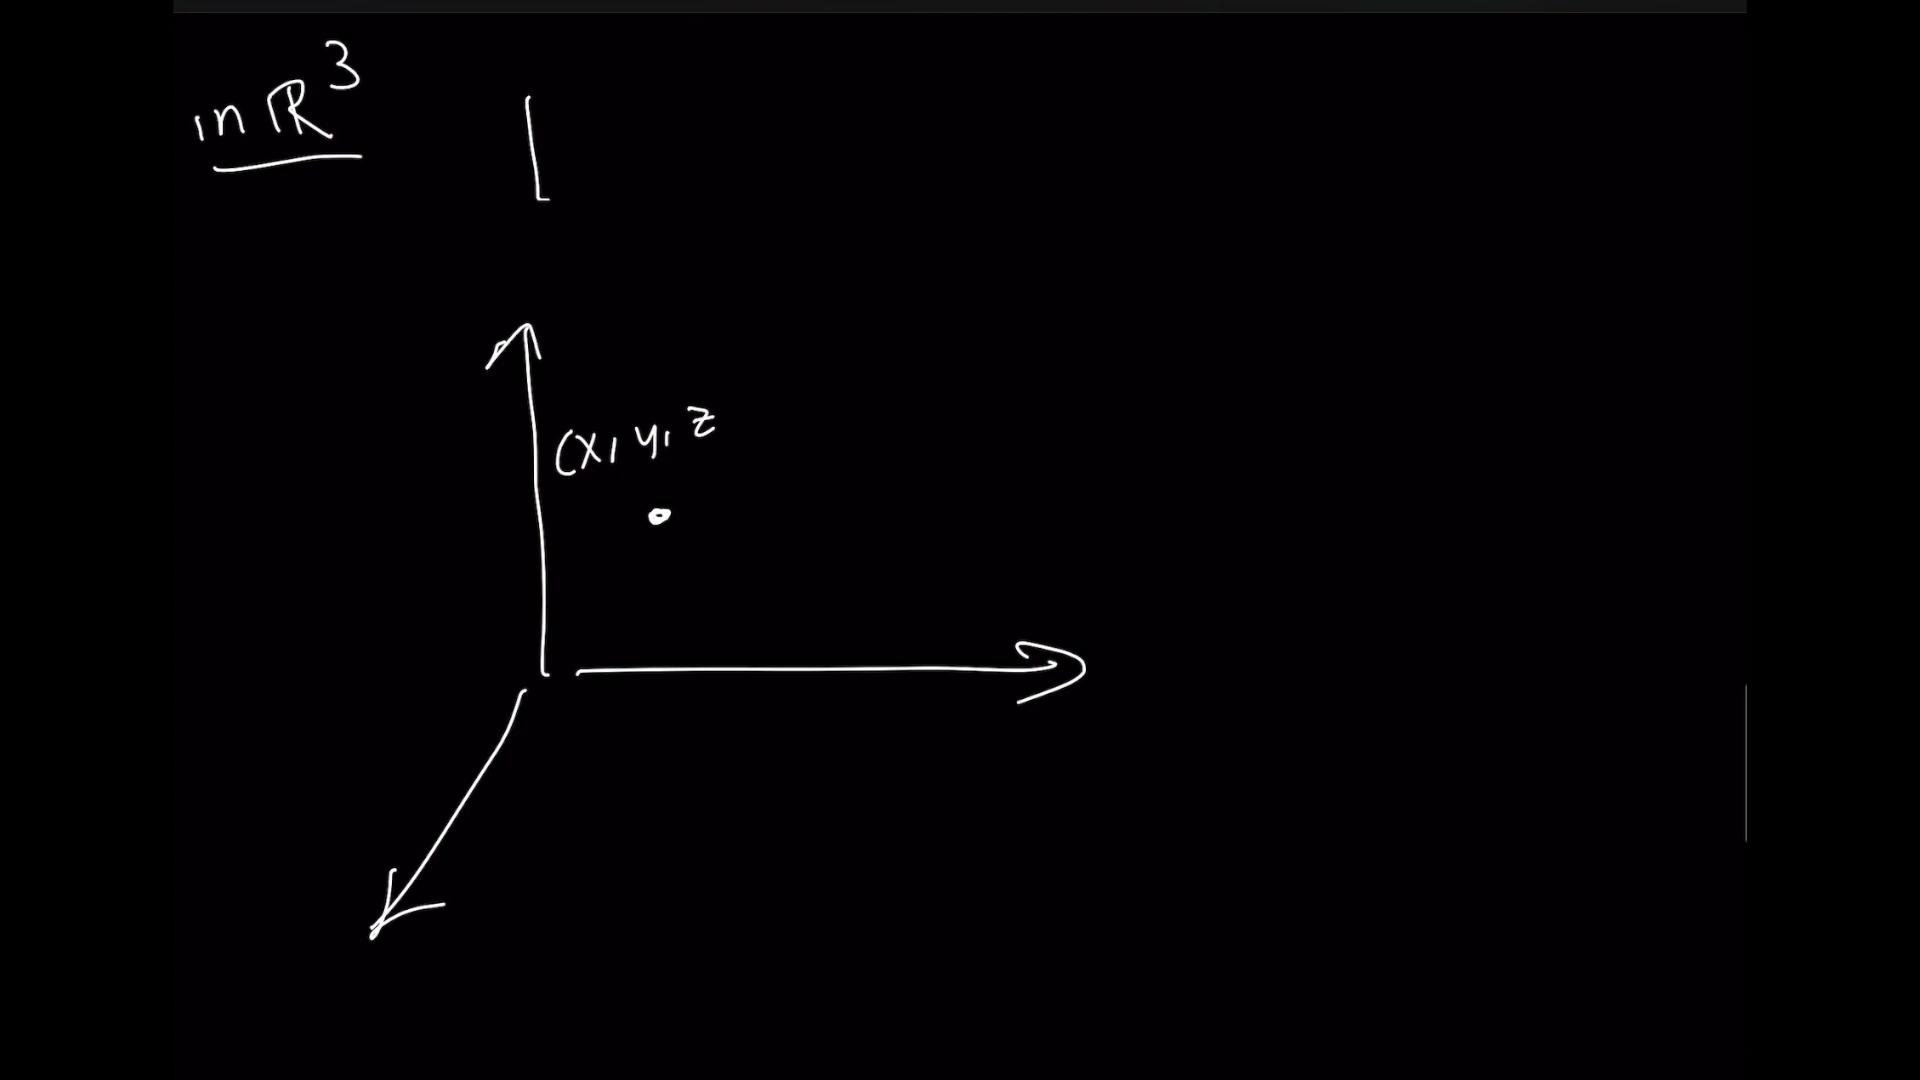 in ℝ³
(x, y, z